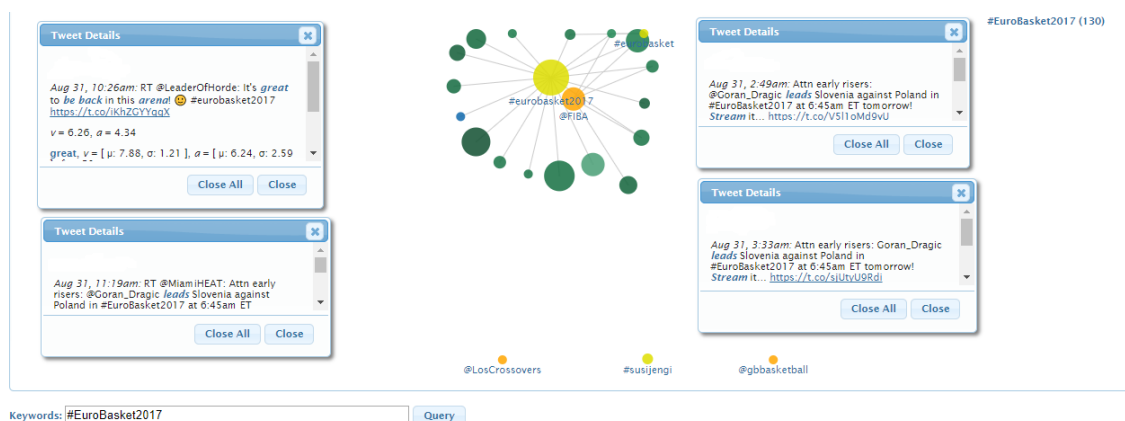 Tweet Details
Aug 31, 10:26am: RT @LeaderOfHorde: It's great
to be back in this arena! #eurobasket2017
https://t.co/iKhZGYYqgX
v = 6.26, a = 4.34
great, v = [ μ: 7.88, σ: 1.21 ], a = [ μ: 6.24, σ: 2.59
Close All Close
Tweet Details
Aug 31, 11:19am: RT @MiamiHEAT: Attn early
risers: @Goran_Dragic leads Slovenia against
Poland in #EuroBasket2017 at 6:45am ET
Close All Close
#eurobasket
#eurobasket2017
@FIBA
Tweet Details
Aug 31, 2:49am: Attn early risers:
@Goran_Dragic leads Slovenia against Poland in
#EuroBasket2017 at 6:45am ET tomorrow!
Stream it... https://t.co/V5l1oMd9vU
Close All Close
Tweet Details
Aug 31, 3:33am: Attn early risers: Goran_Dragic
leads Slovenia against Poland in
#EuroBasket2017 at 6:45am ET tomorrow!
Stream it... https://t.co/sjUtvU9Rdi
Close All Close
#EuroBasket2017 (130)
@LosCrossovers
#susijengi
@gbbasketball
Keywords: #EuroBasket2017 Query